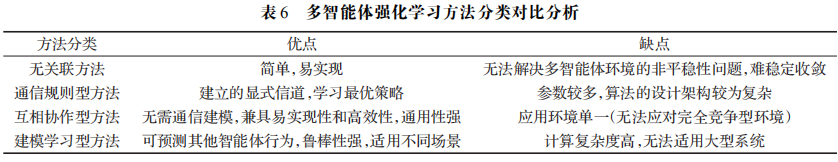 表6 多智能体强化学习方法分类对比分析
方法分类 优点 缺点
无关联方法 简单,易实现 无法解决多智能体环境的非平稳性问题,难稳定收敛
通信规则型方法 建立的显式信道,学习最优策略 参数较多,算法的设计架构较为复杂
互相协作型方法 无需通信建模,兼具易实现性和高效性,通用性强 应用环境单一(无法应对完全竞争型环境)
建模学习型方法 可预测其他智能体行为,鲁棒性强,适用不同场景 计算复杂度高,无法适用大型系统